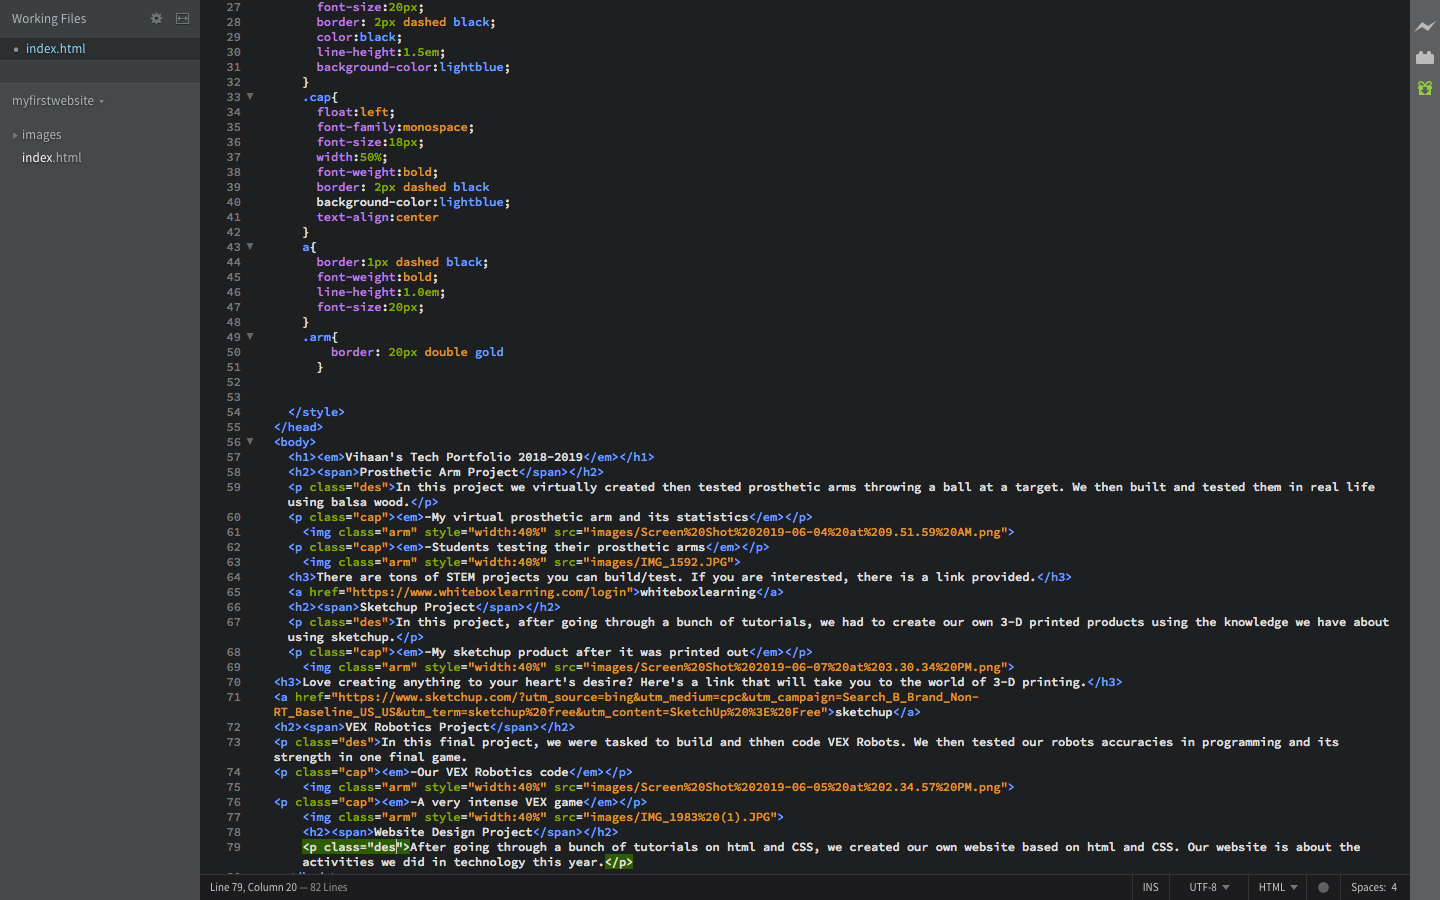 Working Files
index.html
myfirstwebsite
images
index.html
27 font-size:20px;
28 border: 2px dashed black;
29 color:black;
30 line-height:1.5em;
31 background-color:lightblue;
32 }
33 .cap{
34 float:left;
35 font-family:monospace;
36 font-size:18px;
37 width:50%;
38 font-weight:bold;
39 border: 2px dashed black
40 background-color:lightblue;
41 text-align:center
42 }
43 a{
44 border:1px dashed black;
45 font-weight:bold;
46 line-height:1.0em;
47 font-size:20px;
48 }
49 .arm{
50 border: 20px double gold
51 }
52
53
54 </style>
55 </head>
56 <body>
57 <h1><em>Vihaan's Tech Portfolio 2018-2019</em></h1>
58 <h2><span>Prosthetic Arm Project</span></h2>
59 <p class="des">In this project we virtually created then tested prosthetic arms throwing a ball at a target. We then built and tested them in real life
using balsa wood.</p>
60 <p class="cap"><em>-My virtual prosthetic arm and its statistics</em></p>
61 <img class="arm" style="width:40%" src="images/Screen%20Shot%202019-06-04%20at%209.51.59%20AM.png">
62 <p class="cap"><em>-Students testing their prosthetic arms</em></p>
63 <img class="arm" style="width:40%" src="images/IMG_1592.JPG">
64 <h3>There are tons of STEM projects you can build/test. If you are interested, there is a link provided.</h3>
65 <a href="https://www.whiteboxlearning.com/login">whiteboxlearning</a>
66 <h2><span>Sketchup Project</span></h2>
67 <p class="des">In this project, after going through a bunch of tutorials, we had to create our own 3-D printed products using the knowledge we have about
using sketchup.</p>
68 <p class="cap"><em>-My sketchup product after it was printed out</em></p>
69 <img class="arm" style="width:40%" src="images/Screen%20Shot%202019-06-07%20at%203.30.34%20PM.png">
70 <h3>Love creating anything to your heart's desire? Here's a link that will take you to the world of 3-D printing.</h3>
71 <a href="https://www.sketchup.com/?utm_source=bing&utm_medium=cpc&utm_campaign=Search_B_Brand_Non-
RT_Baseline_US_US&utm_term=sketchup%20free&utm_content=SketchUp%20%3E%20Free">sketchup</a>
72 <h2><span>VEX Robotics Project</span></h2>
73 <p class="des">In this final project, we were tasked to build and thhen code VEX Robots. We then tested our robots accuracies in programming and its
strength in one final game.
74 <p class="cap"><em>-Our VEX Robotics code</em></p>
75 <img class="arm" style="width:40%" src="images/Screen%20Shot%202019-06-05%20at%202.34.57%20PM.png">
76 <p class="cap"><em>-A very intense VEX game</em></p>
77 <img class="arm" style="width:40%" src="images/IMG_1983%20(1).JPG">
78 <h2><span>Website Design Project</span></h2>
79 <p class="des">After going through a bunch of tutorials on html and CSS, we created our own website based on html and CSS. Our website is about the
activities we did in technology this year.</p>
Line 79, Column 20 — 82 Lines
INS UTF-8 HTML Spaces: 4